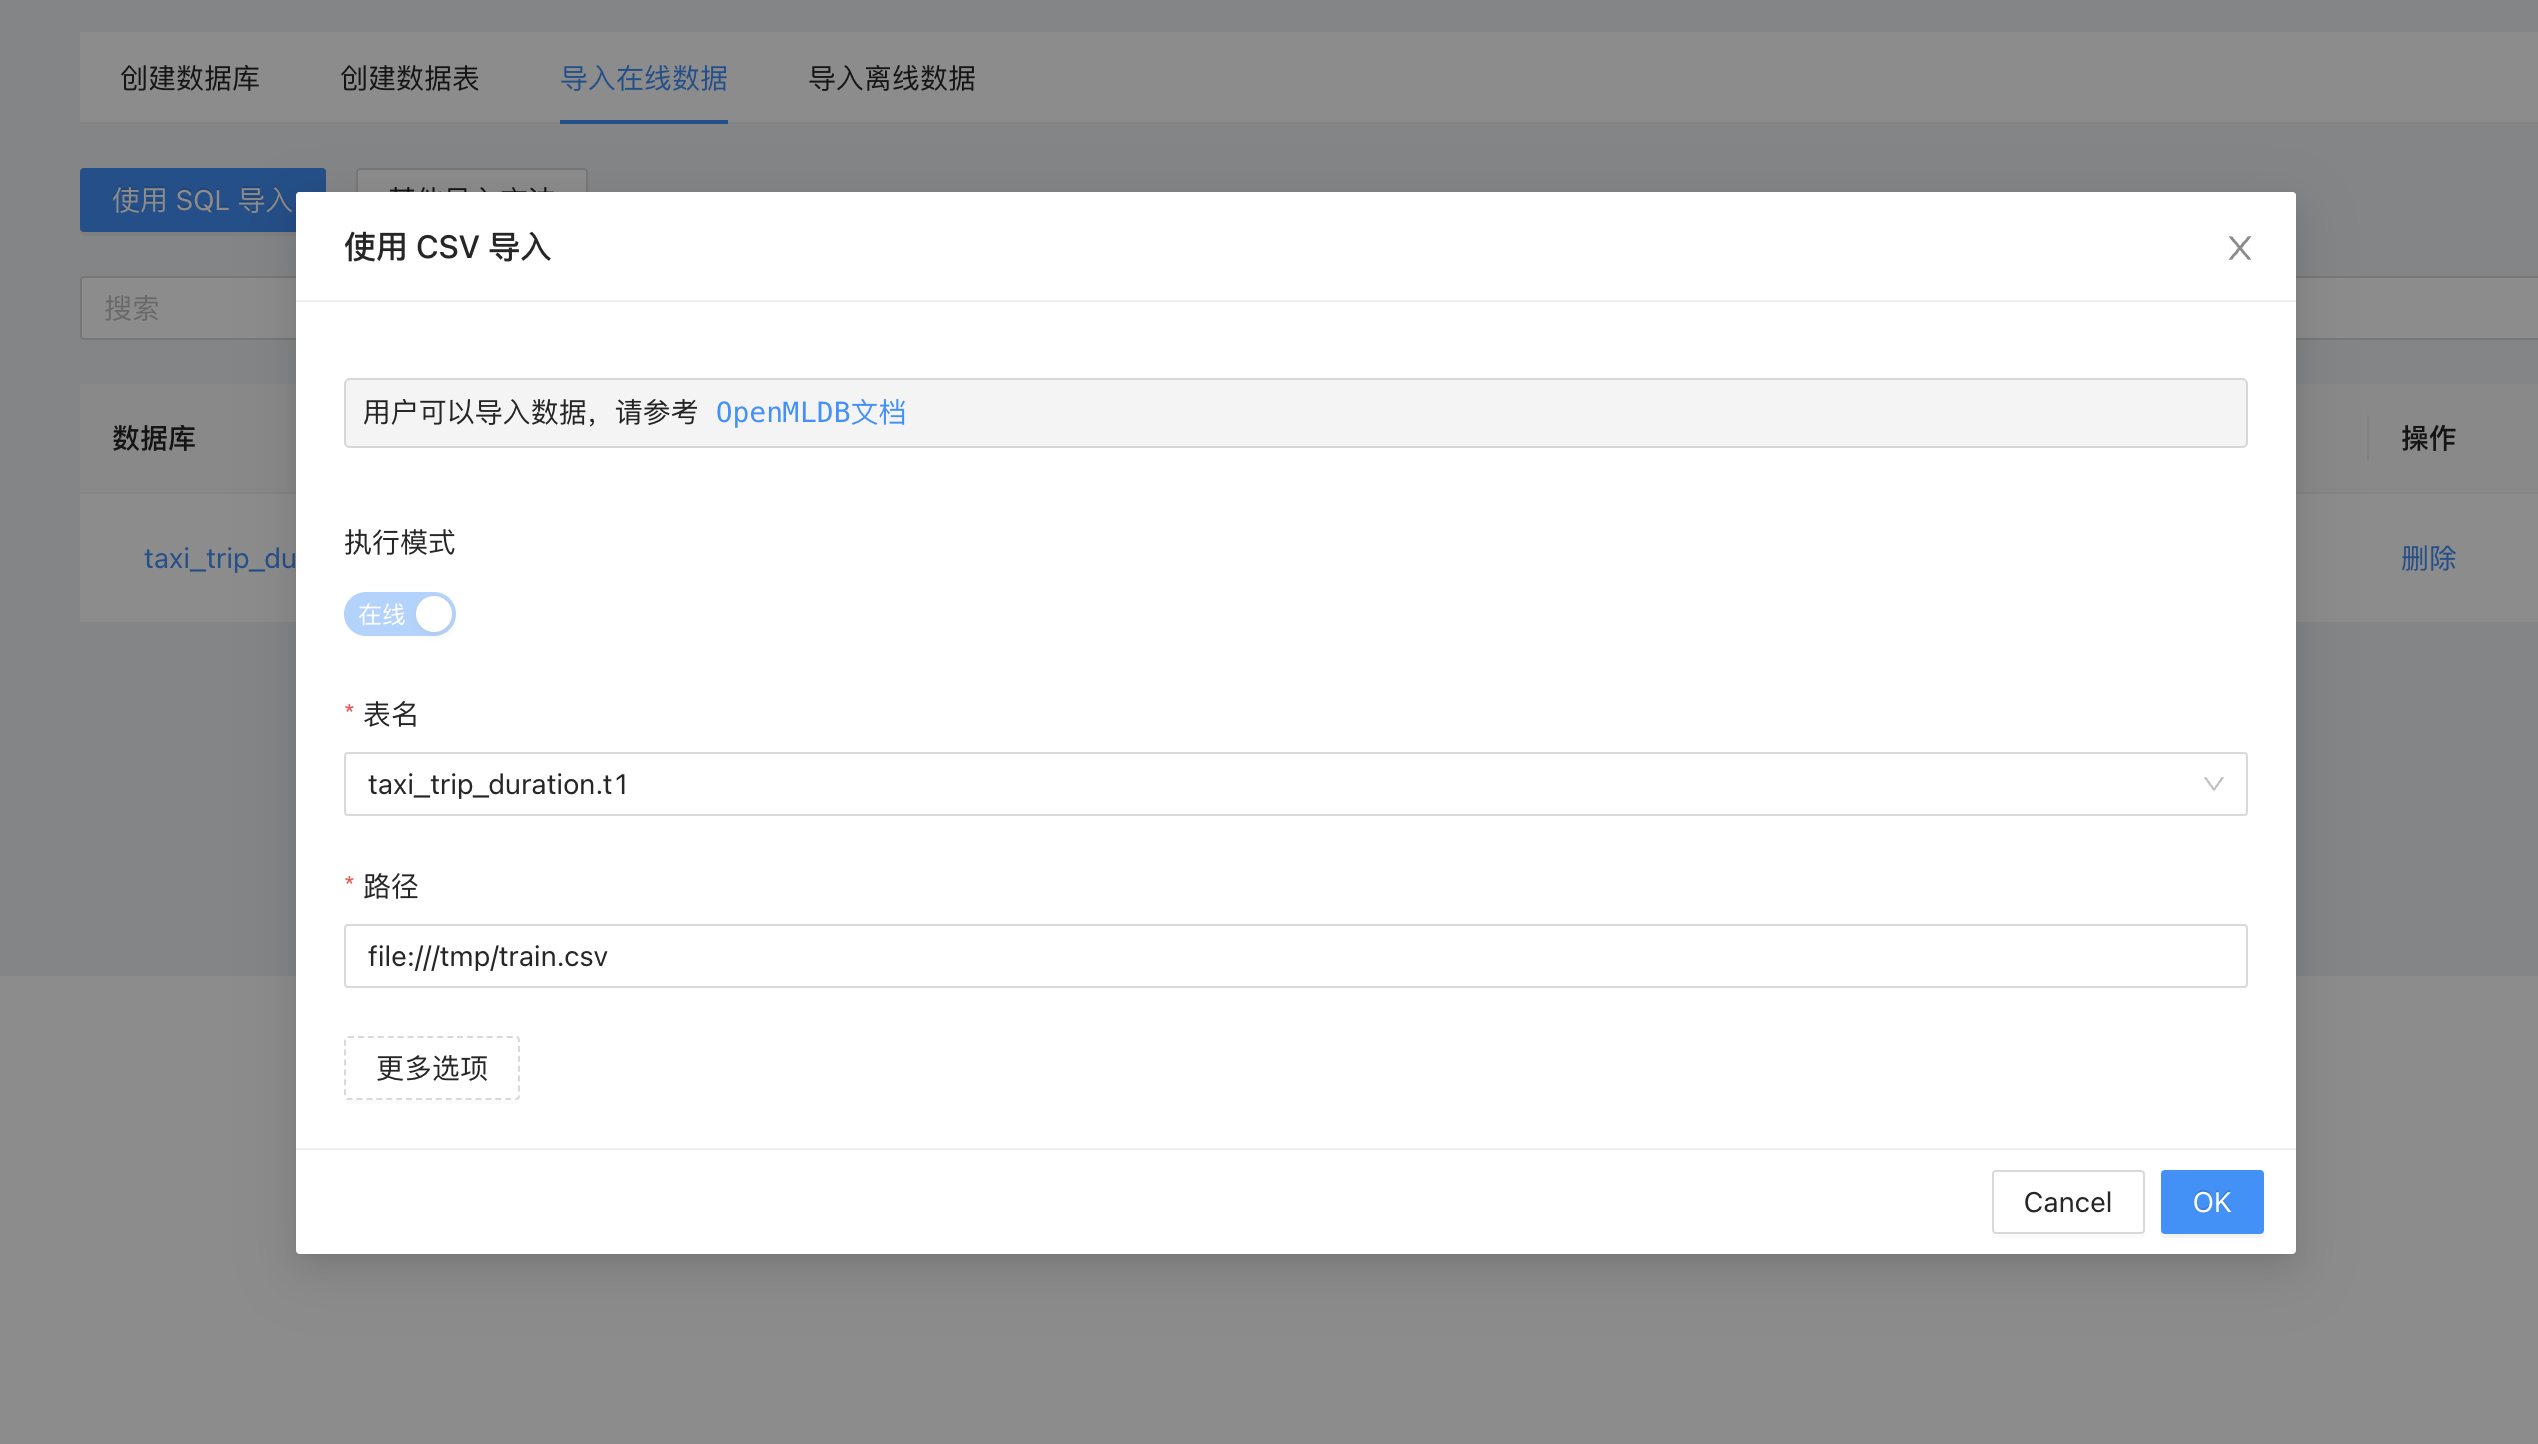 创建数据库 创建数据表 导入在线数据 导入离线数据
使用 SQL 导入
使用 CSV 导入
搜索
用户可以导入数据，请参考 OpenMLDB文档
数据库 操作
执行模式
taxi_trip_du 删除
在线
* 表名
taxi_trip_duration.t1
* 路径
file:///tmp/train.csv
更多选项
Cancel OK